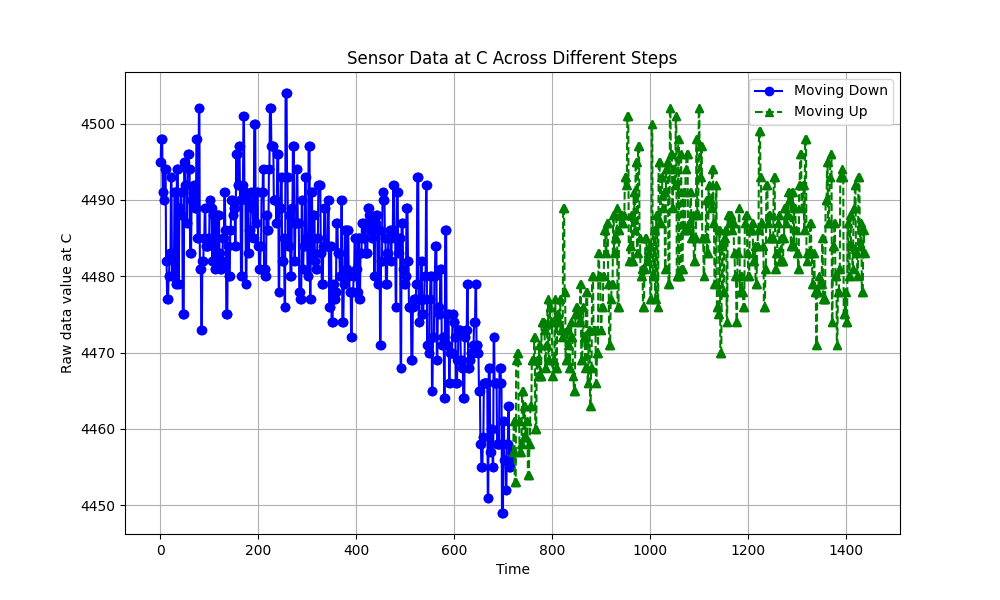 Sensor Data at C Across Different Steps
Moving Down
Moving Up
Raw data value at C
4500
4490
4480
4470
4460
4450
0 200 400 600 800 1000 1200 1400
Time